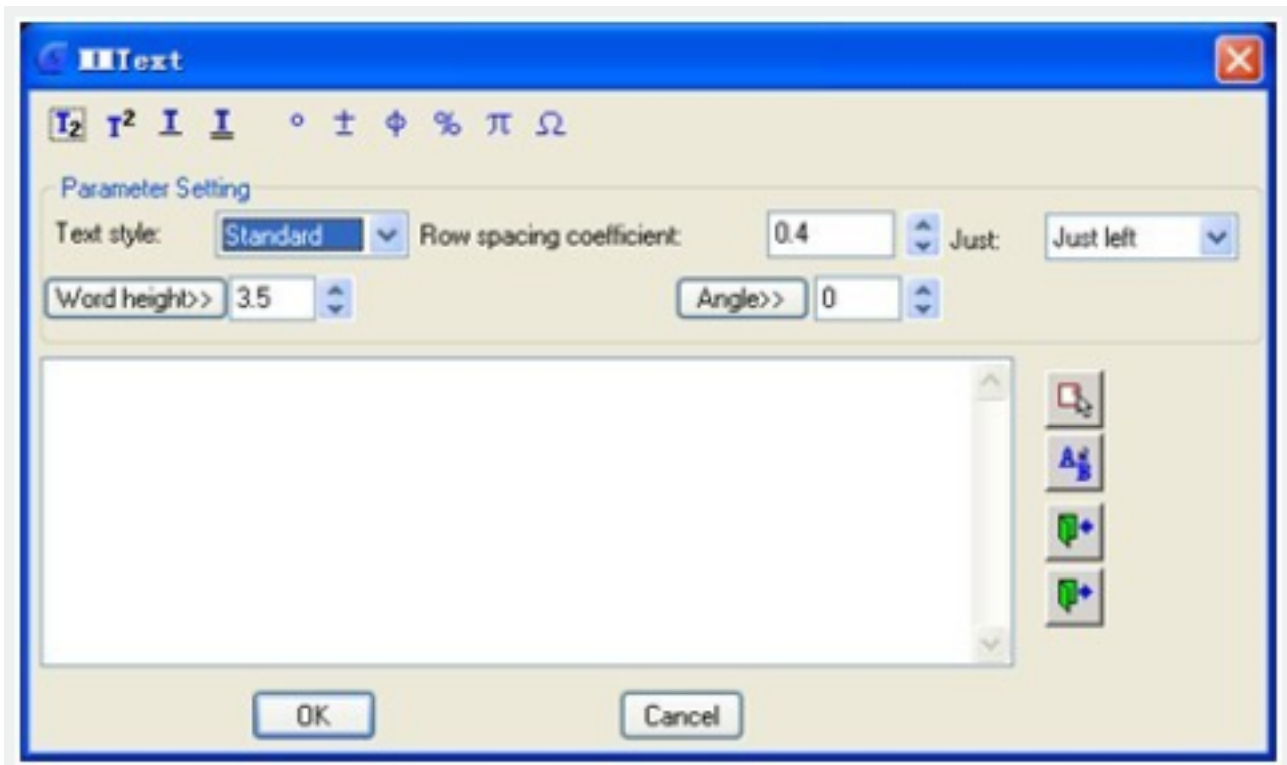 Text
T₂ T² I I ° ± ϕ % π Ω
Parameter Setting
Text style: Standard Row spacing coefficient: 0.4 Just: Just left
Word height>> 3.5 Angle>> 0
OK Cancel